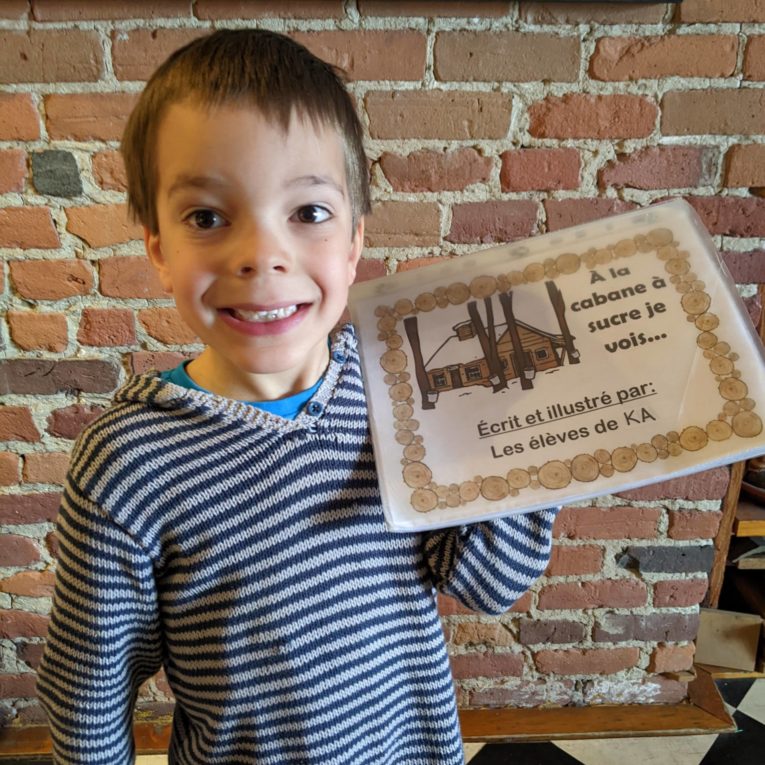 À la
cabane à
sucre je
vois...
Écrit et illustré par:
Les élèves de KA